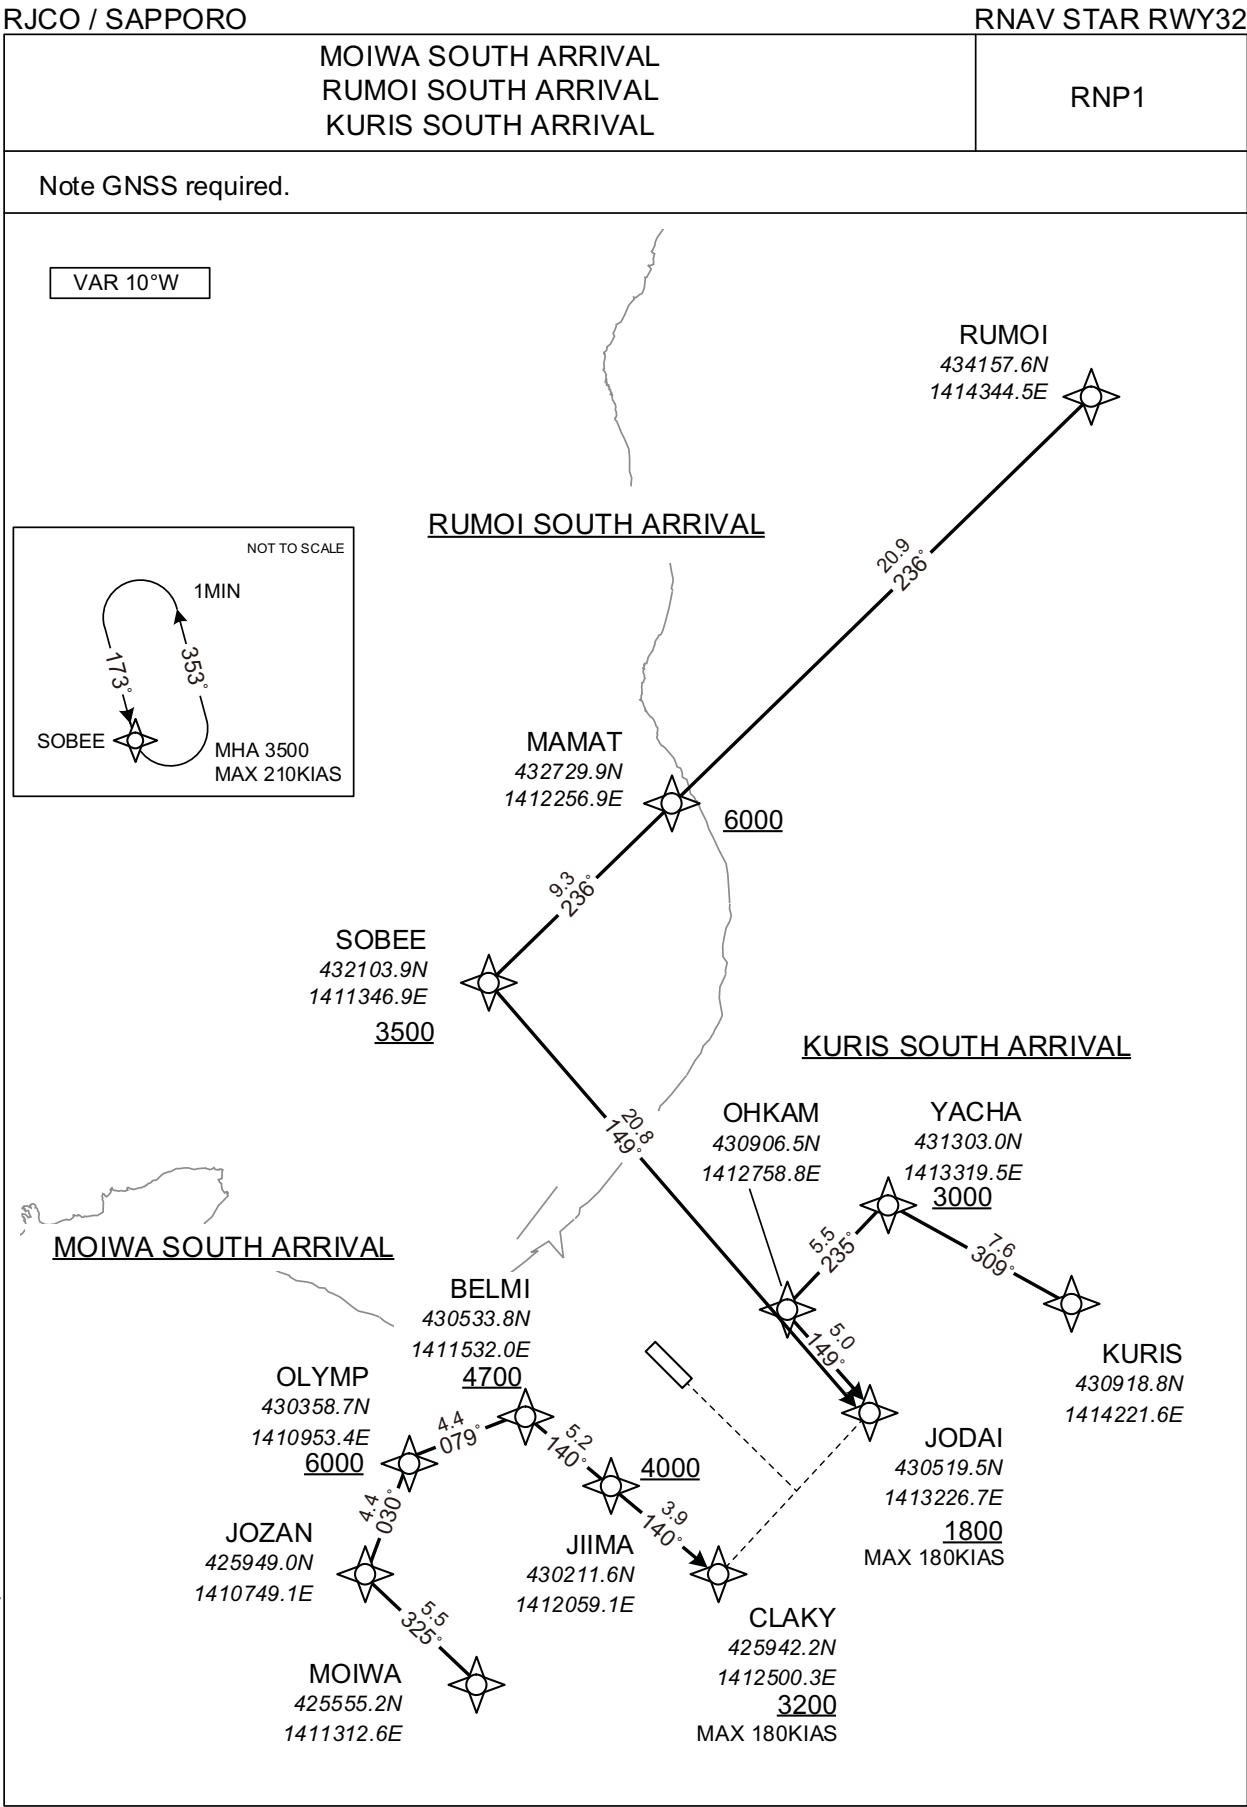 RJCO / SAPPORO
RNAV STAR RWY32
MOIWA SOUTH ARRIVAL
RUMOI SOUTH ARRIVAL
KURIS SOUTH ARRIVAL
RNP1
Note GNSS required.
VAR 10°W
RUMOI
434157.6N
1414344.5E
RUMOI SOUTH ARRIVAL
20.9
236°
NOT TO SCALE
1MIN
173°
353°
SOBEE
MHA 3500
MAX 210KIAS
MAMAT
432729.9N
1412256.9E
6000
9.3
236°
SOBEE
432103.9N
1411346.9E
3500
20.8
149°
KURIS SOUTH ARRIVAL
OHKAM
430906.5N
1412758.8E
YACHA
431303.0N
1413319.5E
3000
5.5
235°
7.6
309°
KURIS
430918.8N
1414221.6E
5.0
149°
JODAI
430519.5N
1413226.7E
1800
MAX 180KIAS
MOIWA SOUTH ARRIVAL
BELMI
430533.8N
1411532.0E
4700
OLYMP
430358.7N
1410953.4E
6000
4.4
079°
5.2
140°
4000
4.4
030°
JOZAN
425949.0N
1410749.1E
JIIMA
430211.6N
1412059.1E
3.9
140°
5.5
325°
MOIWA
425555.2N
1411312.6E
CLAKY
425942.2N
1412500.3E
3200
MAX 180KIAS